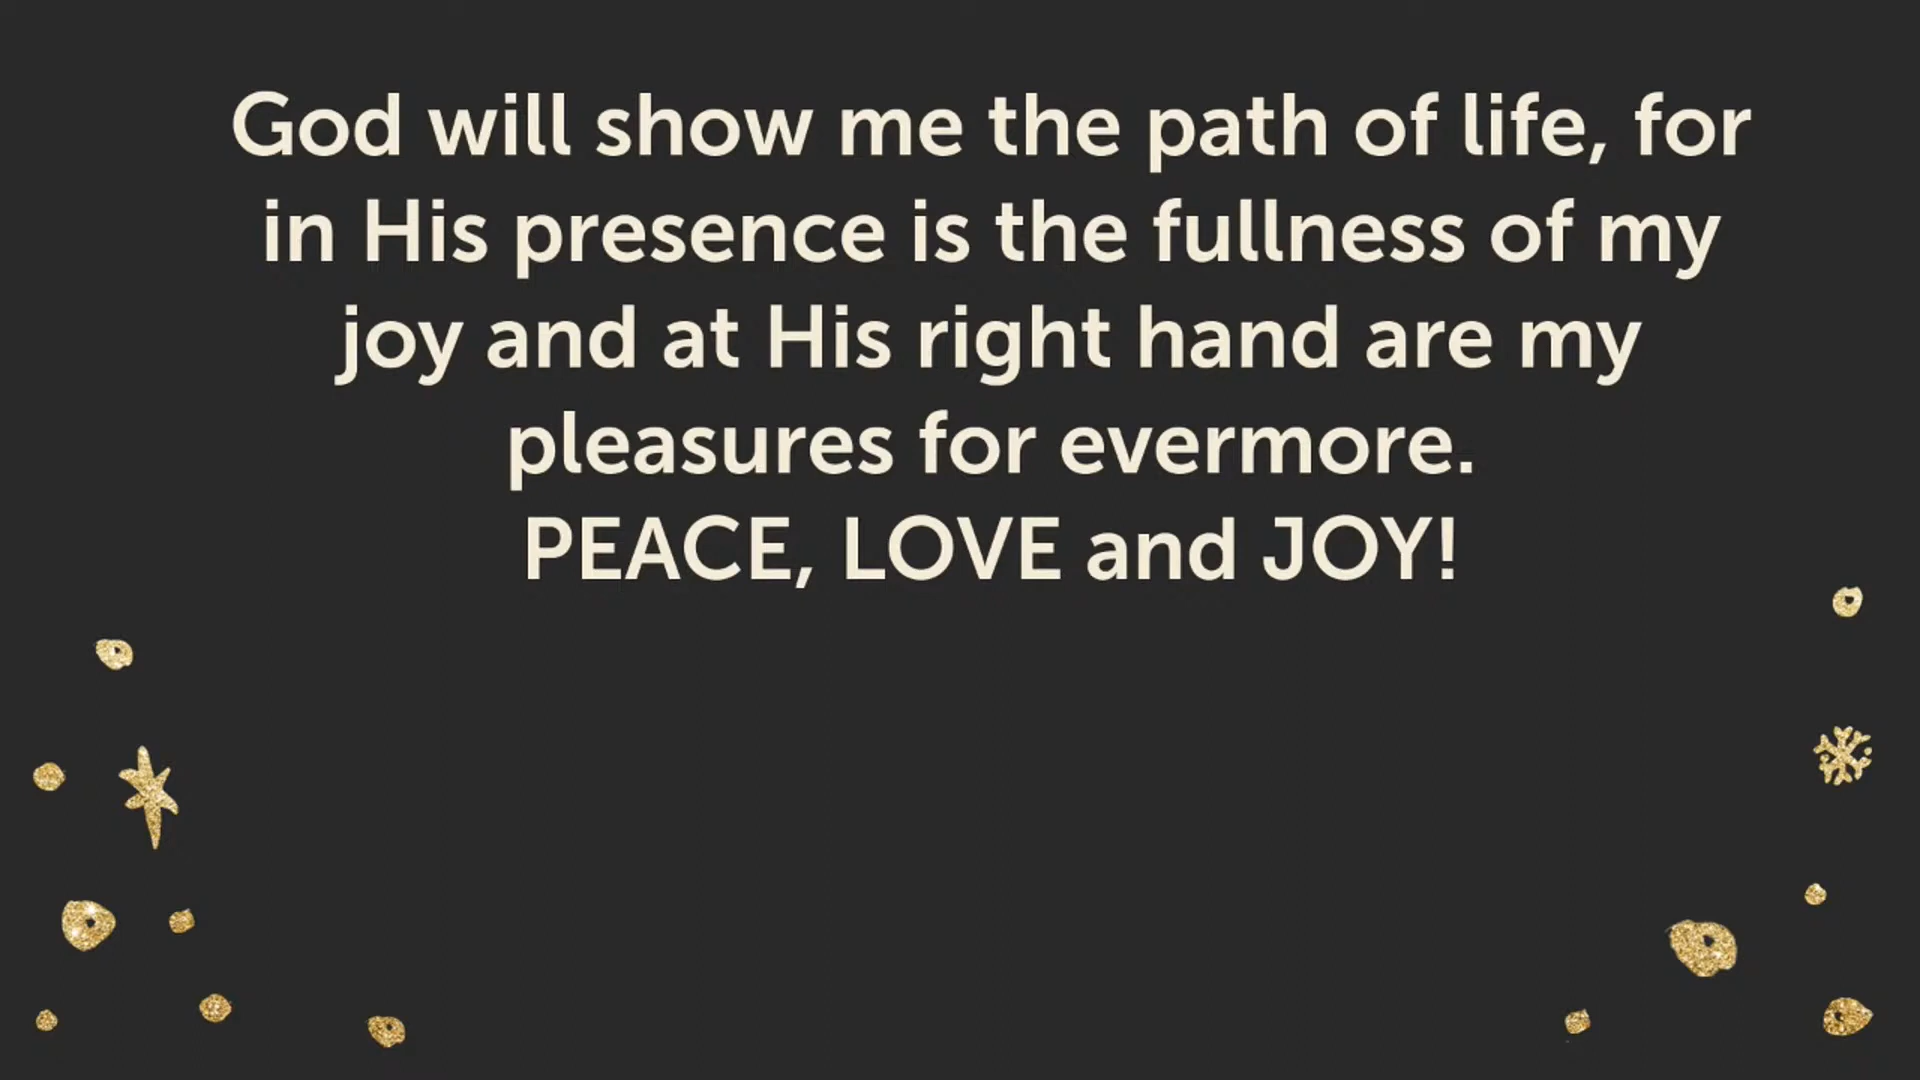 God will show me the path of life, for
in His presence is the fullness of my
joy and at His right hand are my
pleasures for evermore.
PEACE, LOVE and JOY!